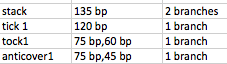 stack 135 bp 2 branches
tick 1 120 bp 1 branch
tock1 75 bp,60 bp 1 branch
anticover1 75 bp,45 bp 1 branch